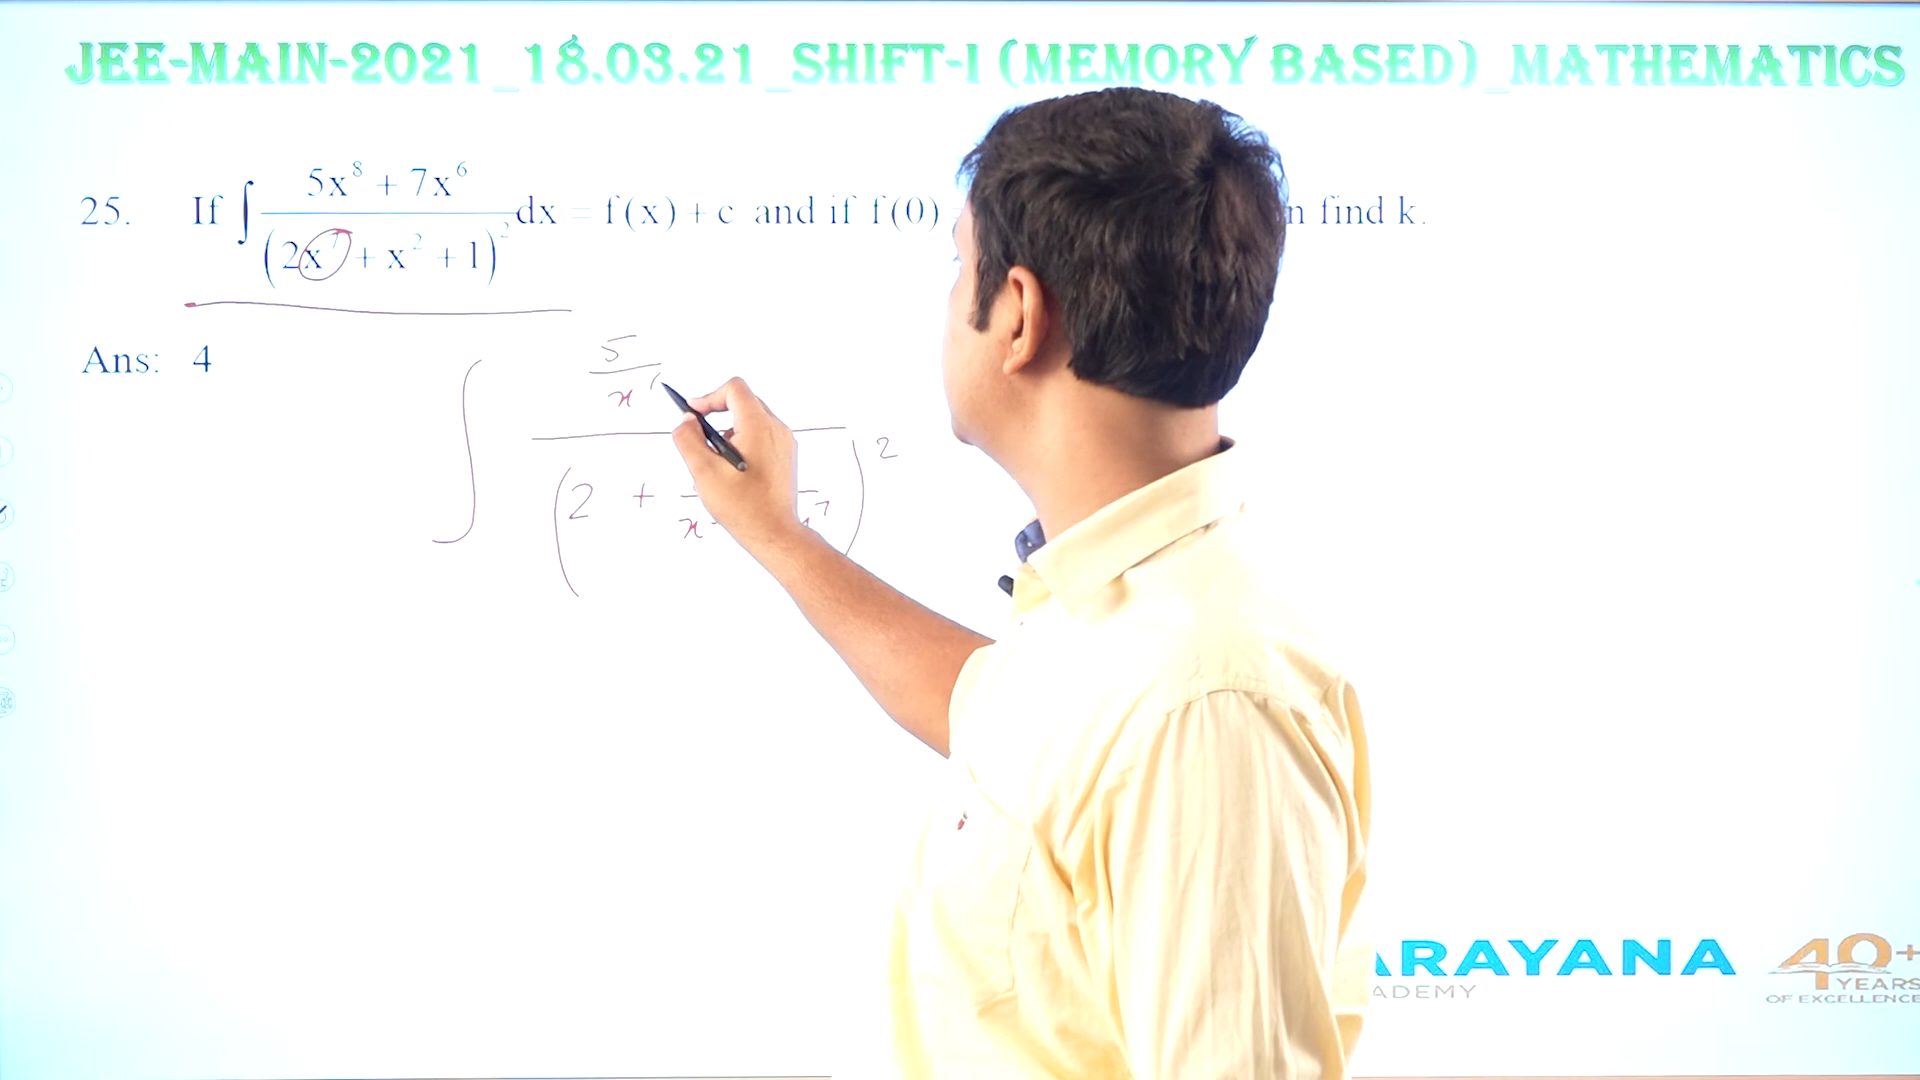 JEE-MAIN-2021_18.03.21_SHIFT-I (MEMORY BASED)_MATHEMATICS
25. If ∫ (5x⁸ + 7x⁶)/(2x⁷ + x² + 1)² dx = f(x) + c and if f(0) n find k.
Ans: 4
∫ 5/x
(2 + x x⁷)²
ARAYANA
ADEMY
40+
YEARS
OF EXCELLENCE